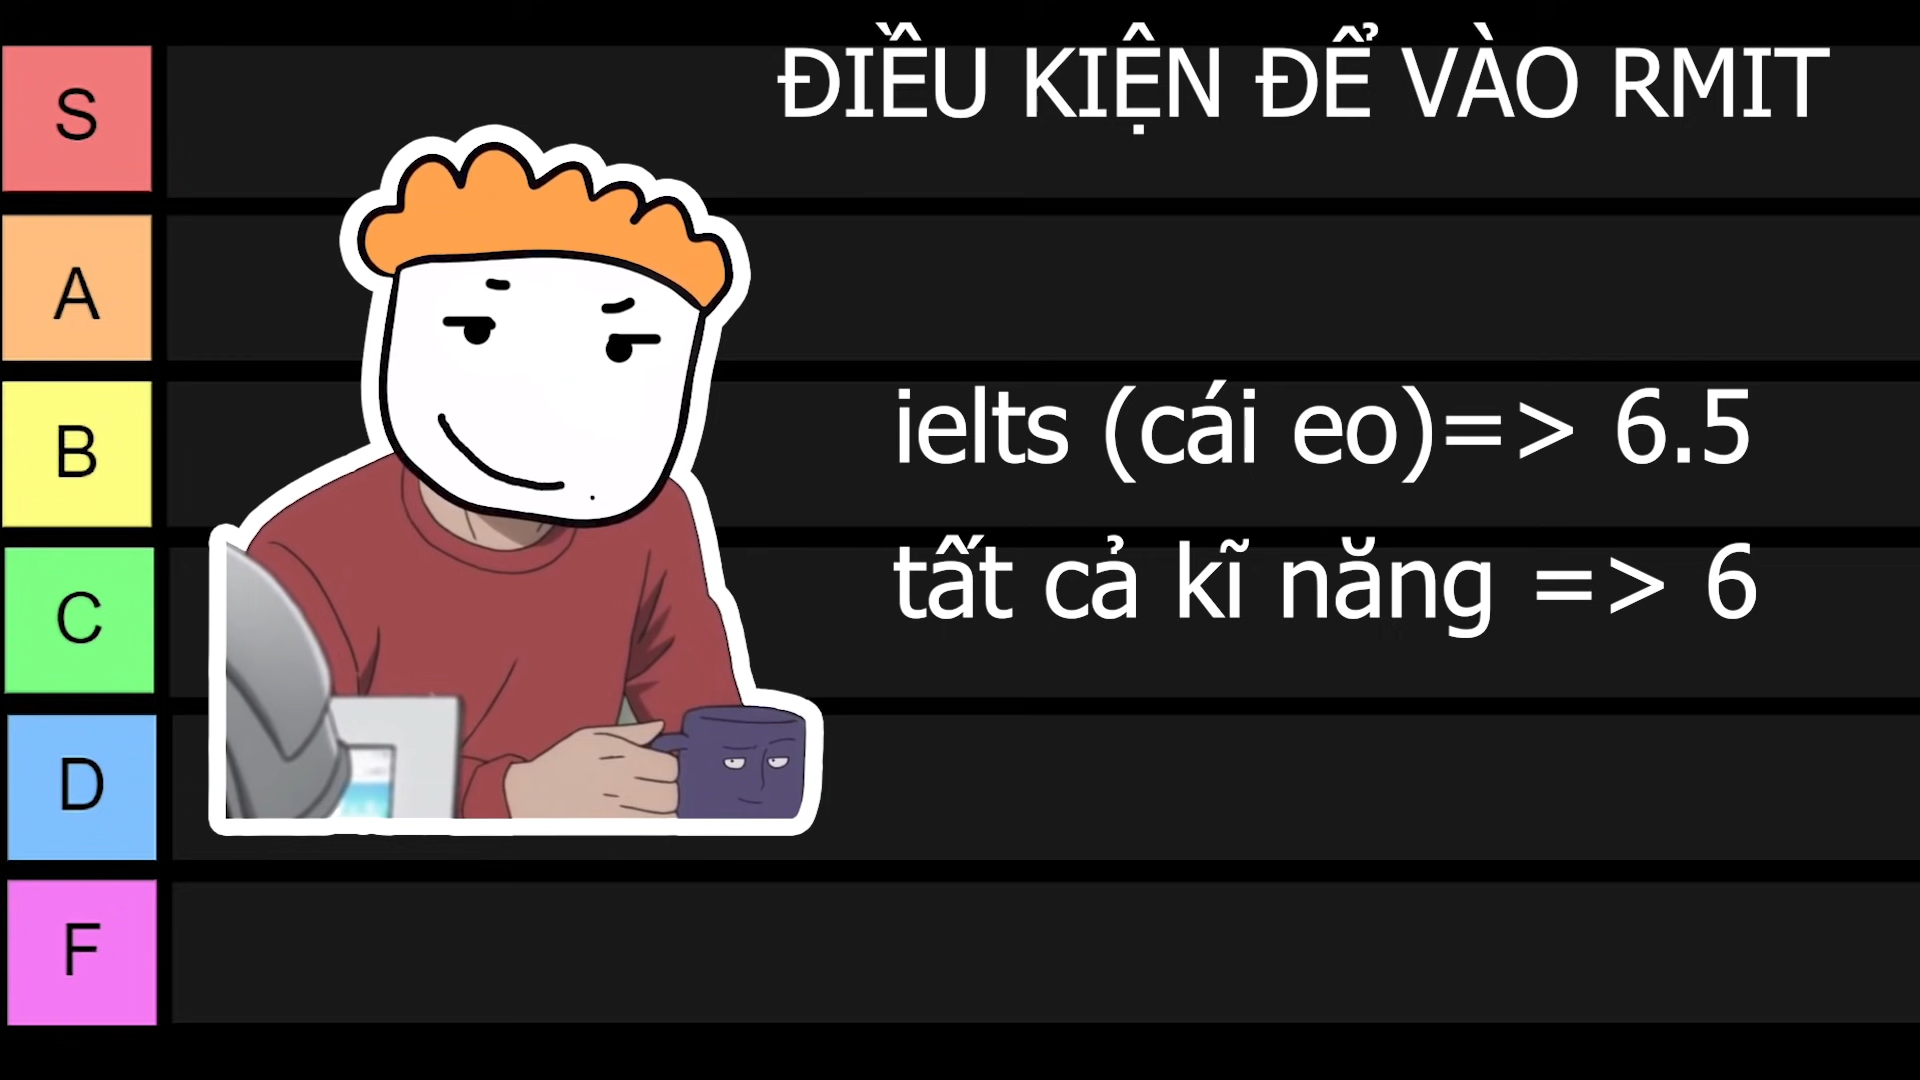 ĐIỀU KIỆN ĐỂ VÀO RMIT
S
A
B
ielts (cái eo)=> 6.5
C
tất cả kĩ năng => 6
D
F